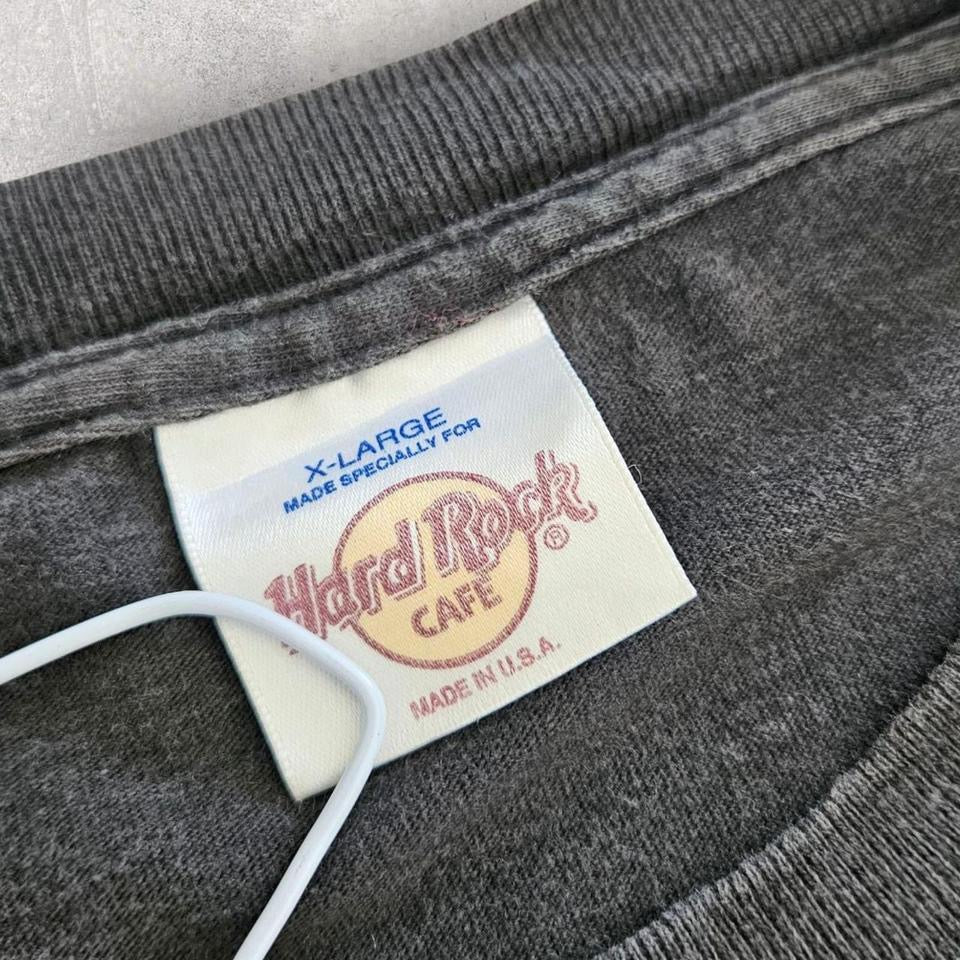 X-LARGE
MADE SPECIALLY FOR
Hard Rock
®
CAFE
MADE IN U.S.A.